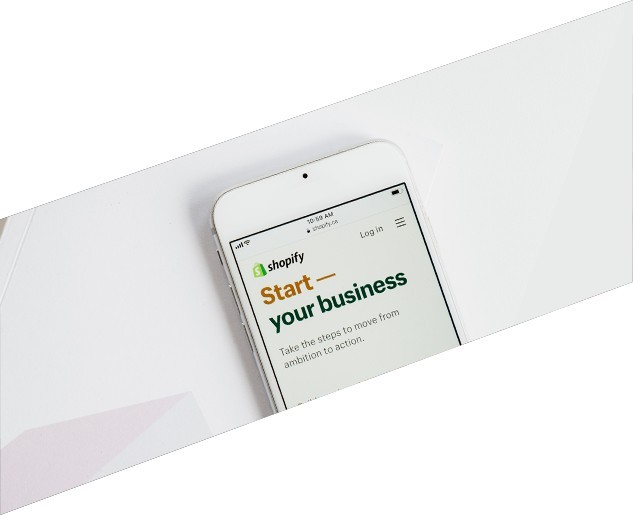 10:59 AM
shopify.ca
shopify
Log in
Start —
your business
Take the steps to move from
ambition to action.